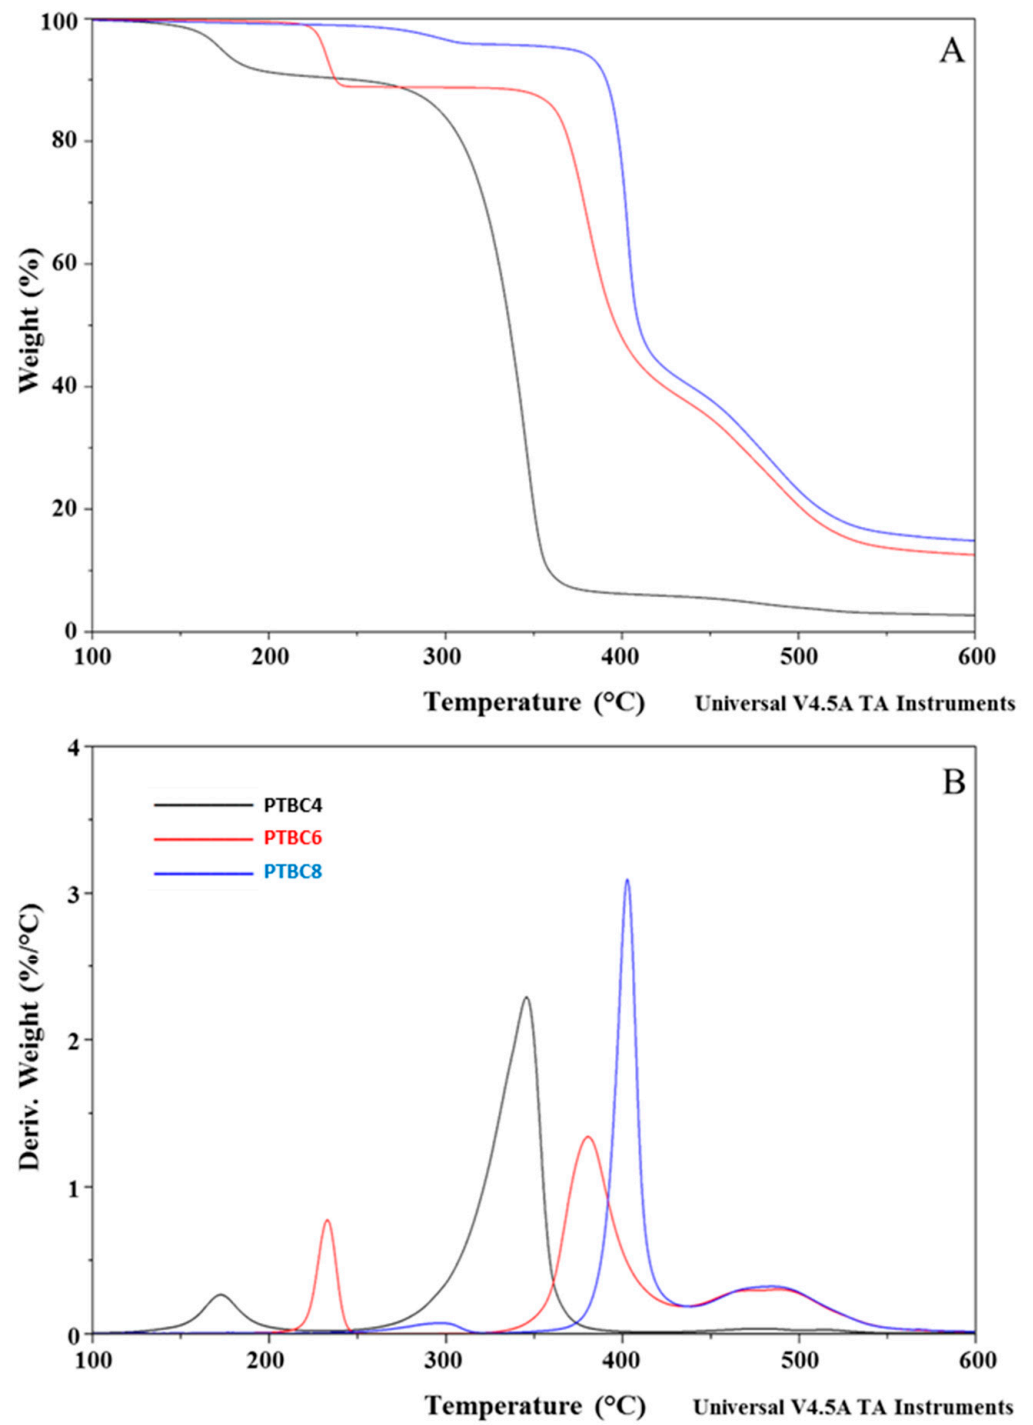 A
100
80
60
40
20
0
Weight (%)
100 200 300 400 500 600
Temperature (°C) Universal V4.5A TA Instruments
B
4
3
2
1
0
PTBC4
PTBC6
PTBC8
Deriv. Weight (%/°C)
100 200 300 400 500 600
Temperature (°C) Universal V4.5A TA Instruments